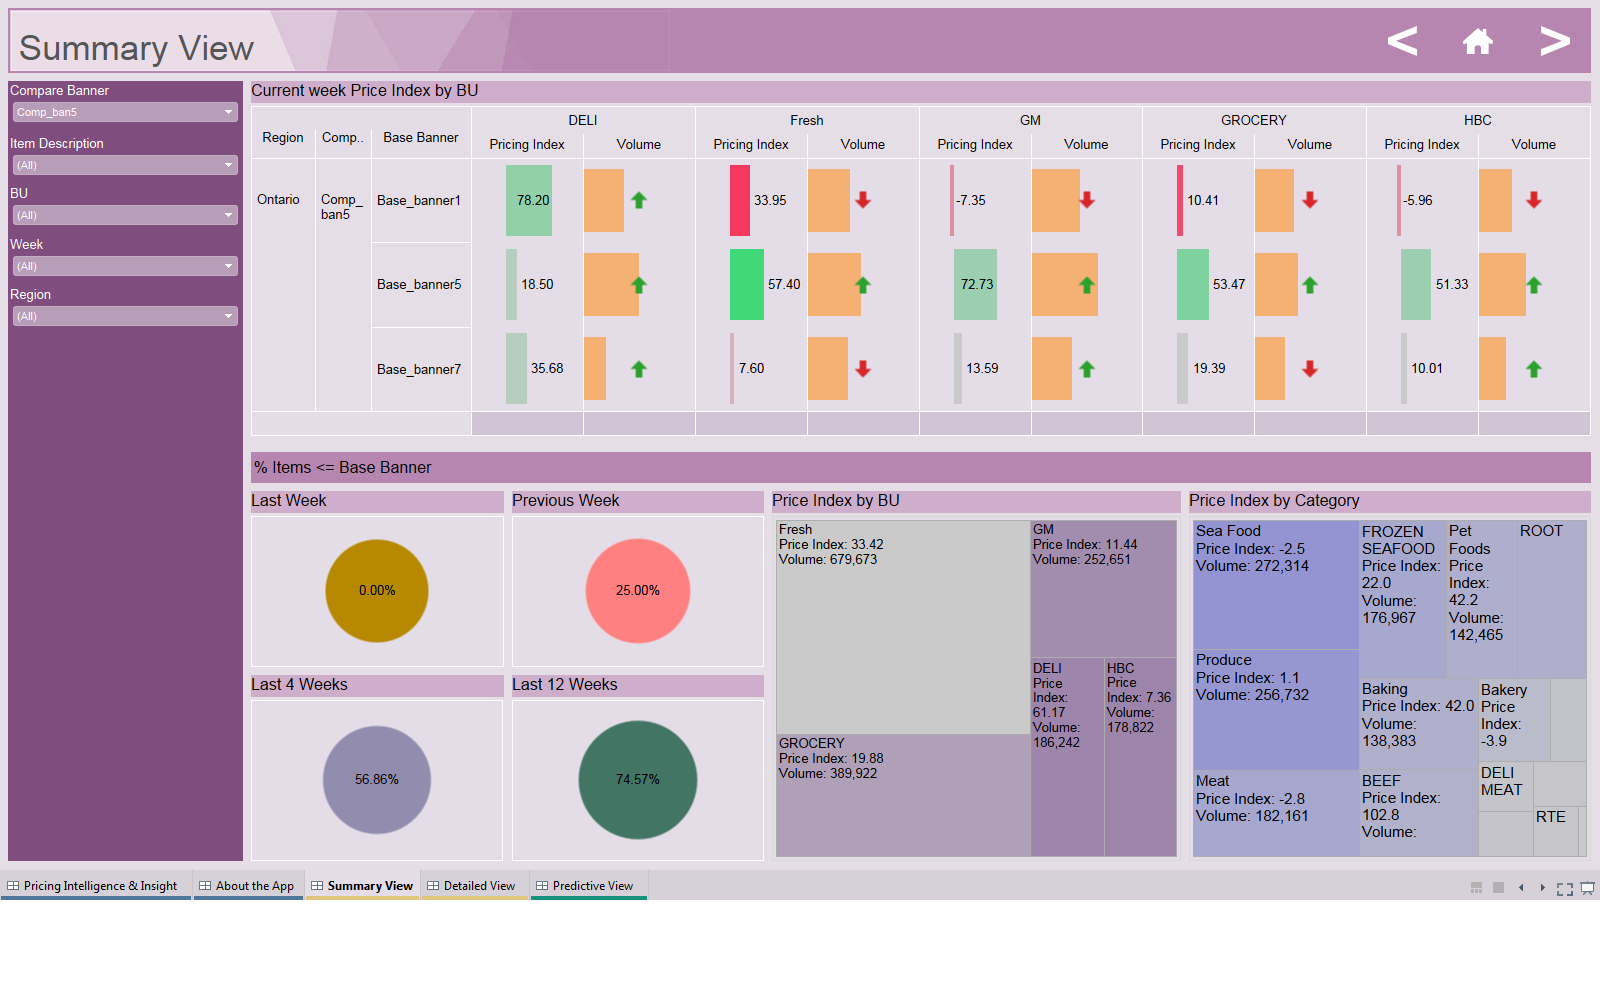 Summary View
< >
Compare Banner
Comp_ban5
Item Description
(All)
BU
(All)
Week
(All)
Region
(All)
Current week Price Index by BU
DELI Fresh GM GROCERY HBC
Region Comp.. Base Banner Pricing Index Volume Pricing Index Volume Pricing Index Volume Pricing Index Volume Pricing Index Volume
Ontario Comp_ Base_banner1 78.20 33.95 -7.35 10.41 -5.96
ban5
Base_banner5 18.50 57.40 72.73 53.47 51.33
Base_banner7 35.68 7.60 13.59 19.39 10.01
% Items <= Base Banner
Last Week
0.00%
Previous Week
25.00%
Last 4 Weeks
56.86%
Last 12 Weeks
74.57%
Price Index by BU
Fresh
Price Index: 33.42
Volume: 679,673
GROCERY
Price Index: 19.88
Volume: 389,922
GM
Price Index: 11.44
Volume: 252,651
DELI
Price
Index:
61.17
Volume:
186,242
HBC
Price
Index: 7.36
Volume:
178,822
Price Index by Category
Sea Food
Price Index: -2.5
Volume: 272,314
Produce
Price Index: 1.1
Volume: 256,732
Meat
Price Index: -2.8
Volume: 182,161
FROZEN
SEAFOOD
Price Index:
22.0
Volume:
176,967
Pet
Foods
Price
Index:
42.2
Volume:
142,465
ROOT
Baking
Price Index: 42.0
Volume:
138,383
BEEF
Price Index:
102.8
Volume:
Bakery
Price
Index:
-3.9
DELI
MEAT
RTE
Pricing Intelligence & Insight About the App Summary View Detailed View Predictive View